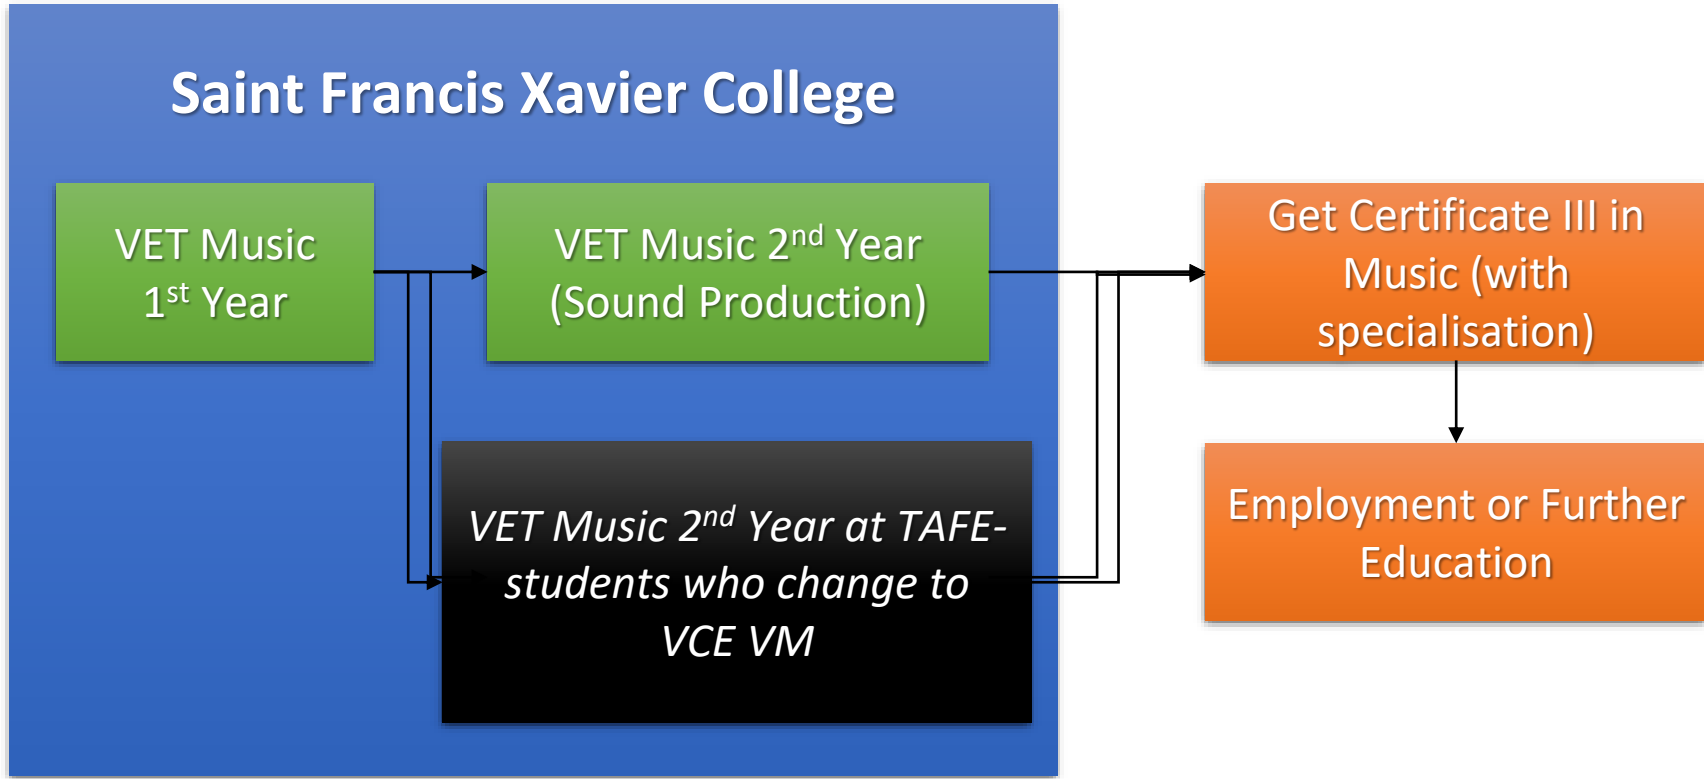 Saint Francis Xavier College
VET Music
1st Year
VET Music 2nd Year
(Sound Production)
Get Certificate III in
Music (with
specialisation)
VET Music 2nd Year at TAFE-
students who change to
VCE VM
Employment or Further
Education